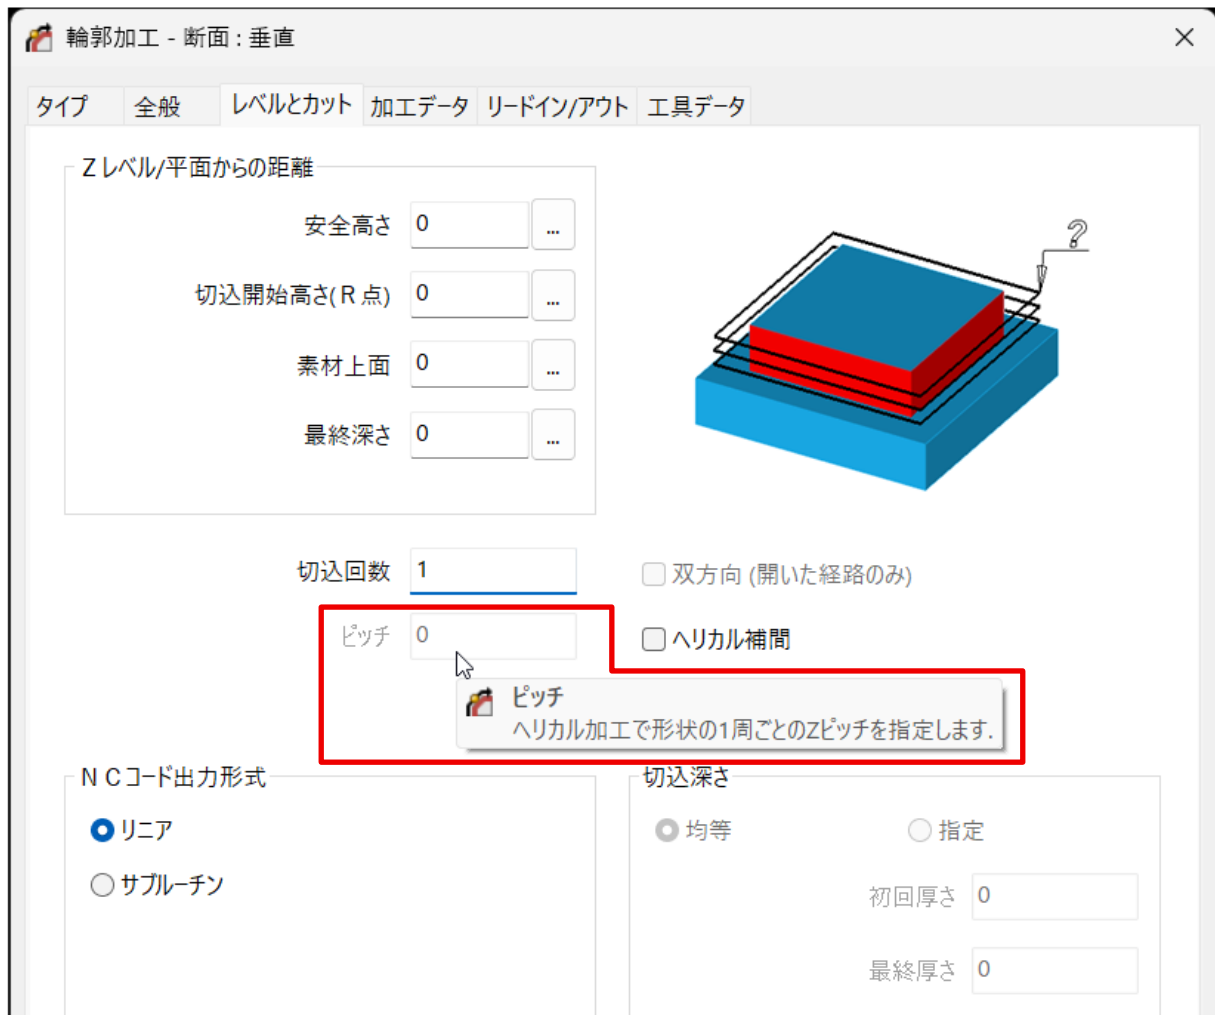 輪郭加工 - 断面 : 垂直
タイプ 全般 レベルとカット 加工データ リードイン/アウト 工具データ
Z レベル/平面からの距離
安全高さ 0 ...
切込開始高さ(R 点) 0 ...
素材上面 0 ...
最終深さ 0 ...
?
切込回数 1 双方向 (開いた経路のみ)
ピッチ 0 ヘリカル補間
ピッチ
ヘリカル加工で形状の1周ごとのZピッチを指定します.
NCコード出力形式 切込深さ
リニア 均等 指定
サブルーチン 初回厚さ 0
最終厚さ 0